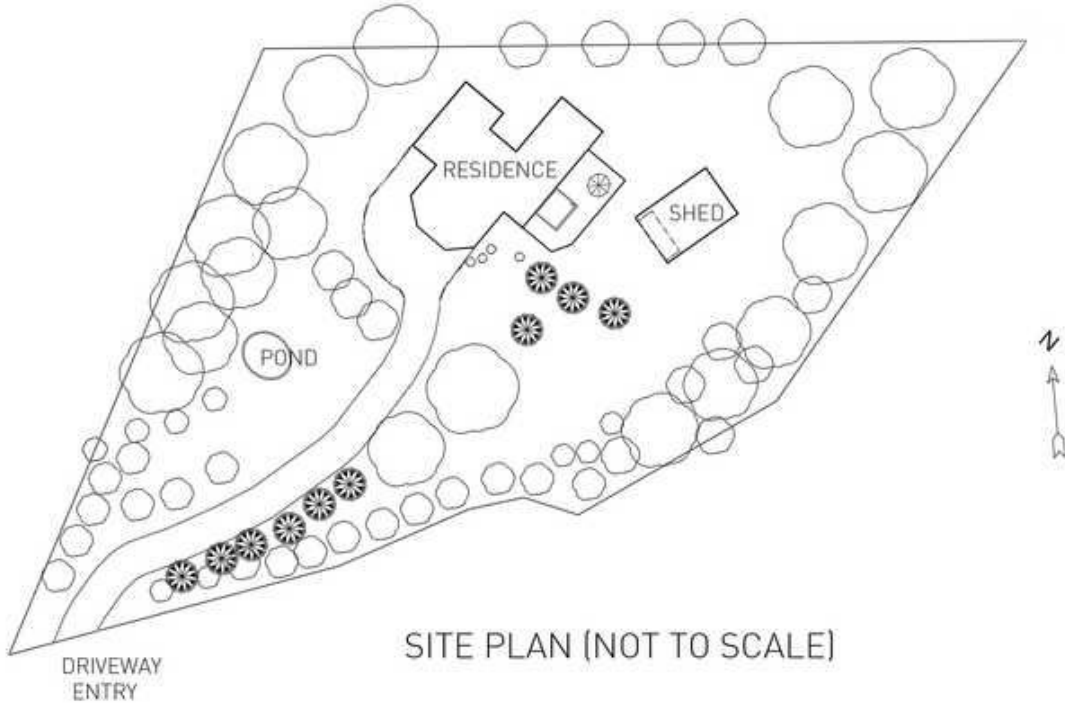 RESIDENCE
SHED
N
POND
SITE PLAN (NOT TO SCALE)
DRIVEWAY
ENTRY